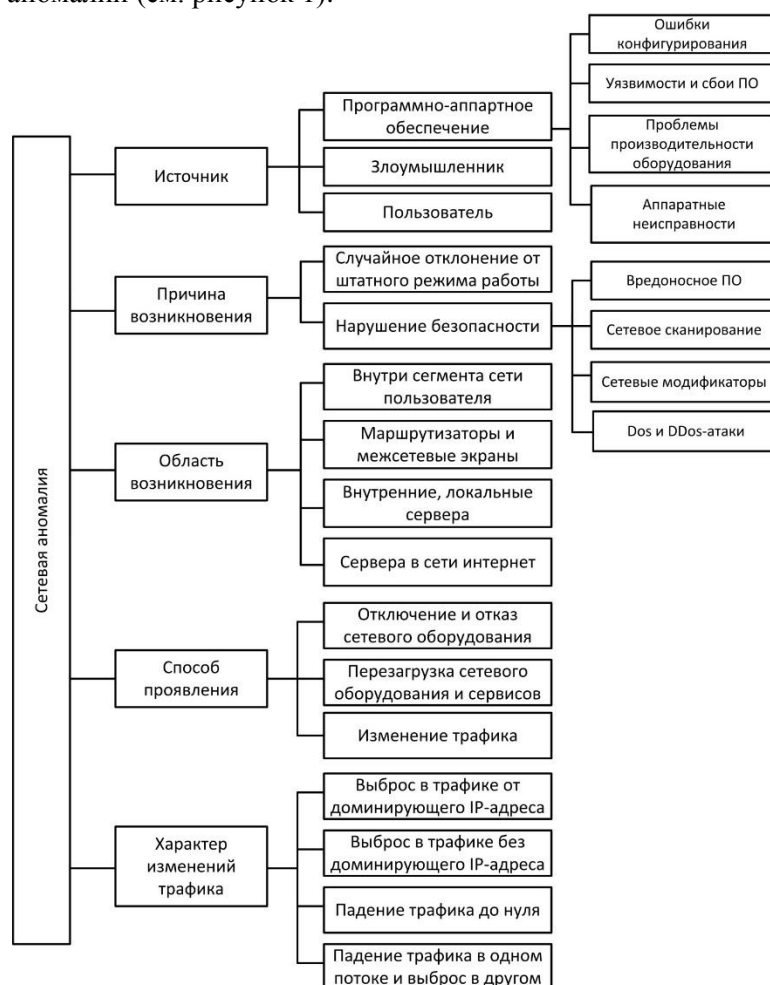 аномалии (см. рисунок 1).
Сетевая аномалия
Источник
Программно-аппартное
обеспечение
Ошибки
конфигурирования
Уязвимости и сбои ПО
Проблемы
производительности
оборудования
Аппаратные
неисправности
Злоумышленник
Пользователь
Причина
возникновения
Случайное отклонение от
штатного режима работы
Нарушение безопасности
Вредоносное ПО
Сетевое сканирование
Сетевые модификаторы
Dos и DDos-атаки
Область
возникновения
Внутри сегмента сети
пользователя
Маршрутизаторы и
межсетевые экраны
Внутренние, локальные
сервера
Сервера в сети интернет
Способ
проявления
Отключение и отказ
сетевого оборудования
Перезагрузка сетевого
оборудования и сервисов
Изменение трафика
Характер
изменений
трафика
Выброс в трафике от
доминирующего IP-адреса
Выброс в трафике без
доминирующего IP-адреса
Падение трафика до нуля
Падение трафика в одном
потоке и выброс в другом